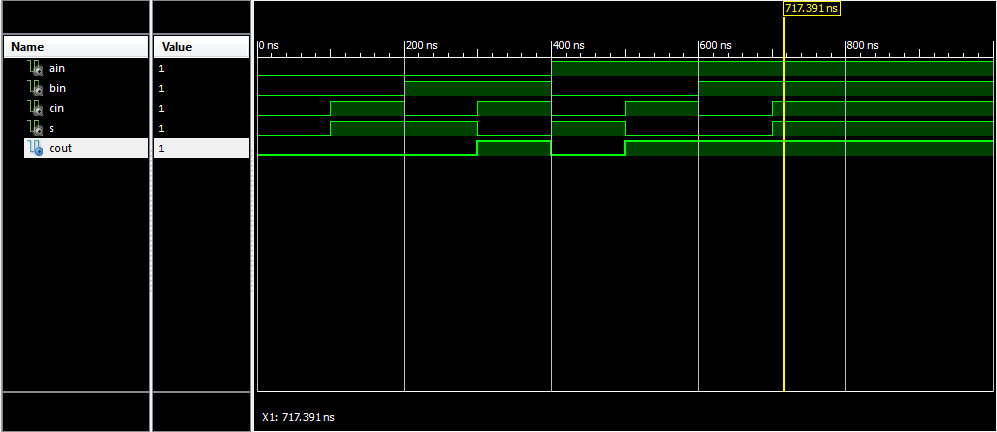 717.391 ns
Name Value
0 ns 200 ns 400 ns 600 ns 800 ns
ain 1
bin 1
cin 1
s 1
cout 1
X1: 717.391 ns